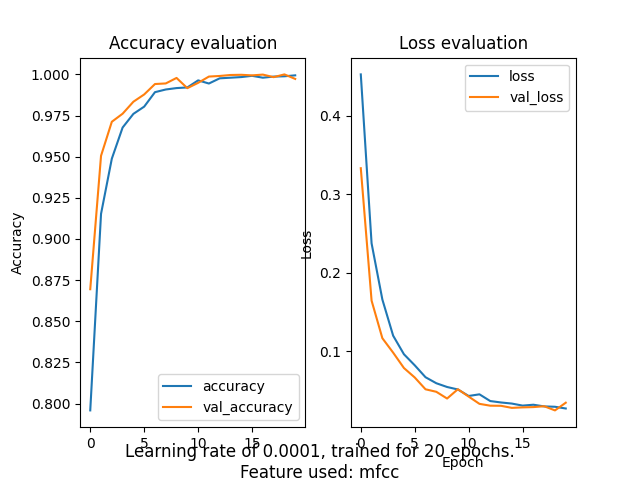 Accuracy evaluation
Loss evaluation
1.000
0.975
0.950
0.925
0.900
0.875
0.850
0.825
0.800
Accuracy
accuracy
val_accuracy
0 5 10 15
0.4
0.3
0.2
0.1
Loss
loss
val_loss
0 5 10 15
Epoch
Learning rate of 0.0001, trained for 20 epochs.
Feature used: mfcc